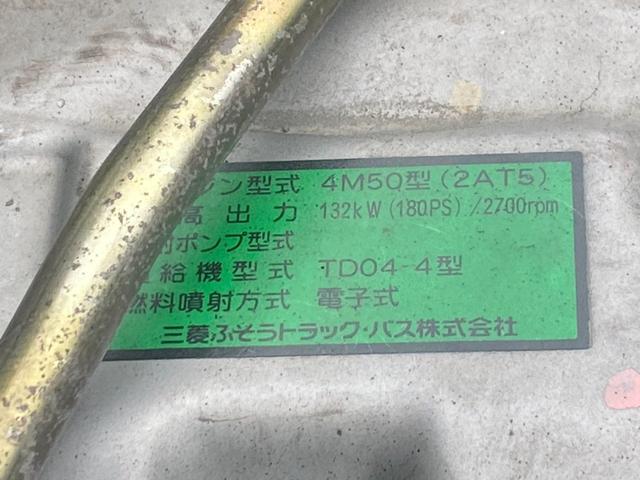 ン型式 4M50型(2AT5)
高出力 132kW(180PS)/2700rpm
射ポンプ型式
給機型式 TD04-4型
燃料噴射方式 電子式
三菱ふそうトラック・バス株式会社